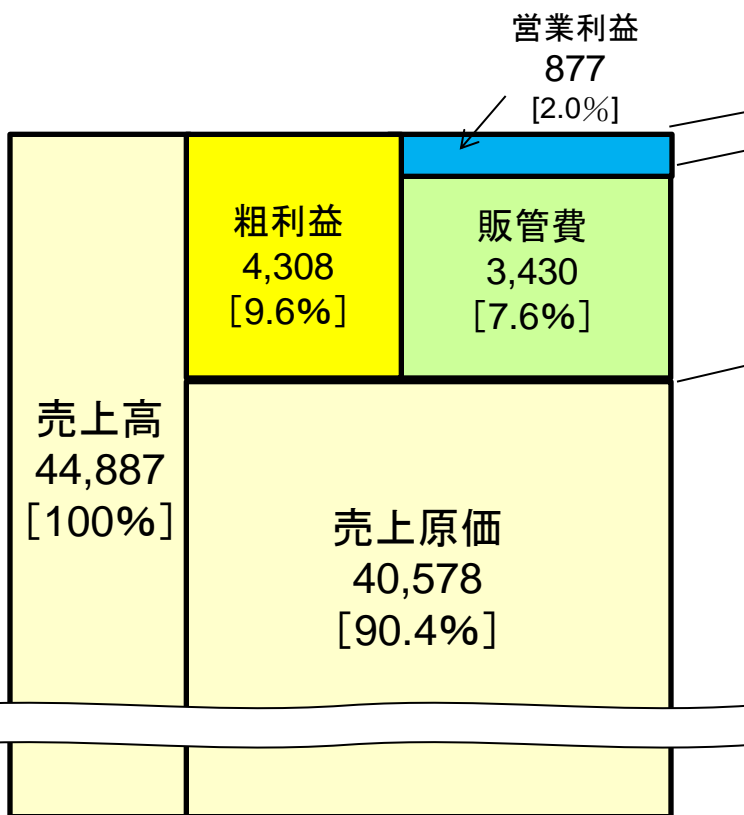 営業利益
877
[2.0%]
粗利益
4,308
［9.6%］
販管費
3,430
［7.6%］
売上高
44,887
［100%］
売上原価
40,578
［90.4%］